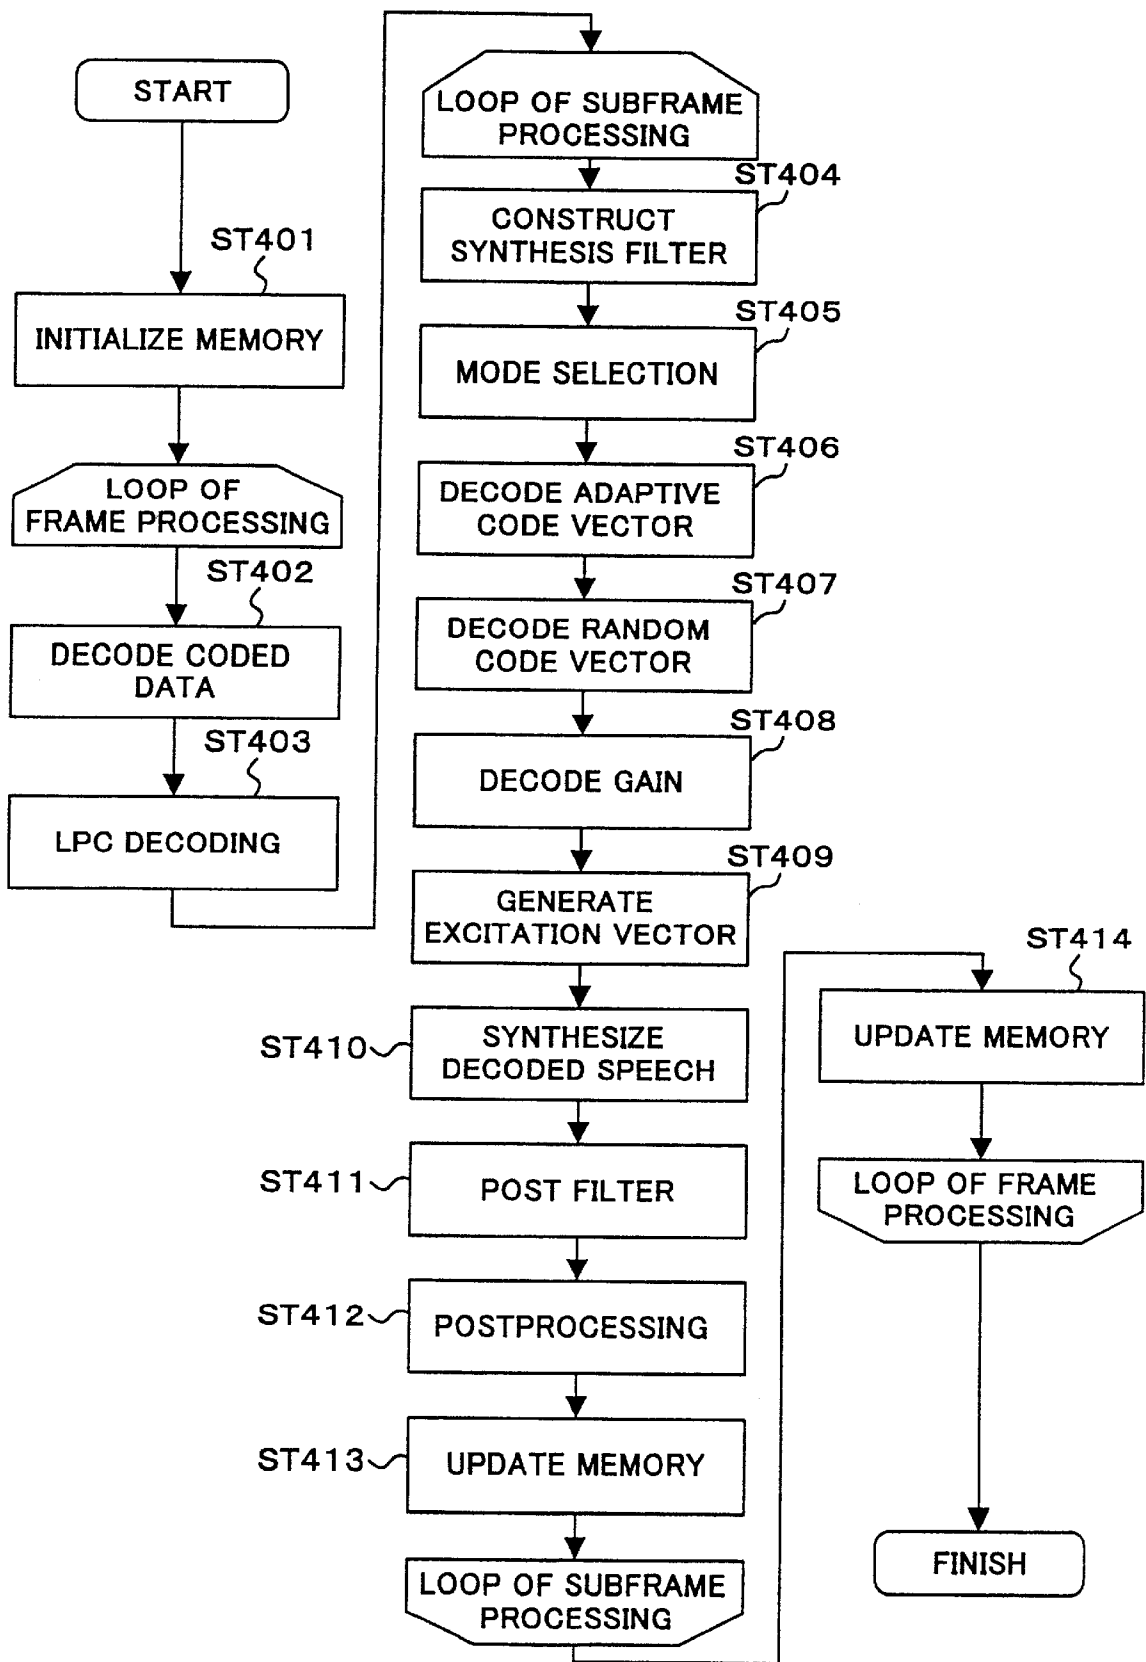 START
ST401
INITIALIZE MEMORY
LOOP OF
FRAME PROCESSING
ST402
DECODE CODED
DATA
ST403
LPC DECODING
LOOP OF SUBFRAME
PROCESSING
ST404
CONSTRUCT
SYNTHESIS FILTER
ST405
MODE SELECTION
ST406
DECODE ADAPTIVE
CODE VECTOR
ST407
DECODE RANDOM
CODE VECTOR
ST408
DECODE GAIN
ST409
GENERATE
EXCITATION VECTOR
ST410
SYNTHESIZE
DECODED SPEECH
ST411
POST FILTER
ST412
POSTPROCESSING
ST413
UPDATE MEMORY
LOOP OF SUBFRAME
PROCESSING
ST414
UPDATE MEMORY
LOOP OF FRAME
PROCESSING
FINISH